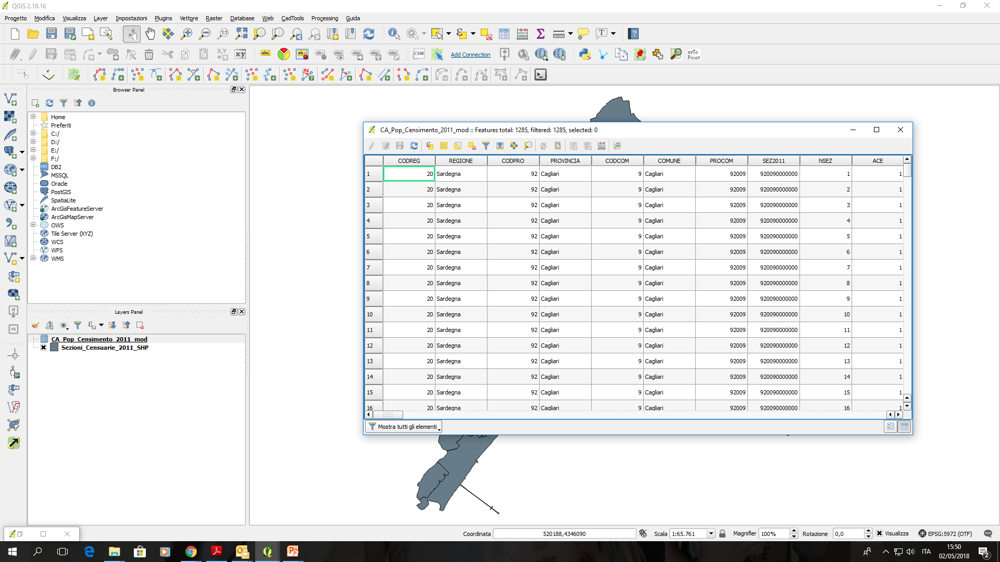 QGIS 2.18.16
Progetto Modifica Visualizza Layer Impostazioni Plugins Vettore Raster Database Web CadTools Processing Guida
Add Connection
Browser Panel
Home
Preferiti
C:/
D:/
E:/
F:/
DB2
MSSQL
Oracle
PostGIS
SpatiaLite
ArcGisFeatureServer
ArcGisMapServer
OWS
Tile Server (XYZ)
WCS
WFS
WMS
Layers Panel
CA_Pop_Censimento_2011_mod
Sezioni_Censuarie_2011_SHP
CA_Pop_Censimento_2011_mod :: Features total: 1285, filtered: 1285, selected: 0
CODREG REGIONE CODPRO PROVINCIA CODCOM COMUNE PROCOM SEZ2011 NSEZ ACE
1 20 Sardegna 92 Cagliari 9 Cagliari 92009 920090000000 1 1
2 20 Sardegna 92 Cagliari 9 Cagliari 92009 920090000000 2 1
3 20 Sardegna 92 Cagliari 9 Cagliari 92009 920090000000 3 1
4 20 Sardegna 92 Cagliari 9 Cagliari 92009 920090000000 4 1
5 20 Sardegna 92 Cagliari 9 Cagliari 92009 920090000000 5 1
6 20 Sardegna 92 Cagliari 9 Cagliari 92009 920090000000 6 1
7 20 Sardegna 92 Cagliari 9 Cagliari 92009 920090000000 7 1
8 20 Sardegna 92 Cagliari 9 Cagliari 92009 920090000000 8 1
9 20 Sardegna 92 Cagliari 9 Cagliari 92009 920090000000 9 1
10 20 Sardegna 92 Cagliari 9 Cagliari 92009 920090000000 10 1
11 20 Sardegna 92 Cagliari 9 Cagliari 92009 920090000000 11 1
12 20 Sardegna 92 Cagliari 9 Cagliari 92009 920090000000 12 1
13 20 Sardegna 92 Cagliari 9 Cagliari 92009 920090000000 13 1
14 20 Sardegna 92 Cagliari 9 Cagliari 92009 920090000000 14 1
15 20 Sardegna 92 Cagliari 9 Cagliari 92009 920090000000 15 1
16 20 Sardegna 92 Cagliari 9 Cagliari 92009 920090000000 16 1
Mostra tutti gli elementi
Coordinata 520188,4346090 Scala 1:65.761 Magnifier 100% Rotazione 0,0 Visualizza EPSG:5972 (OTF)
ITA
15:50
02/05/2018
2